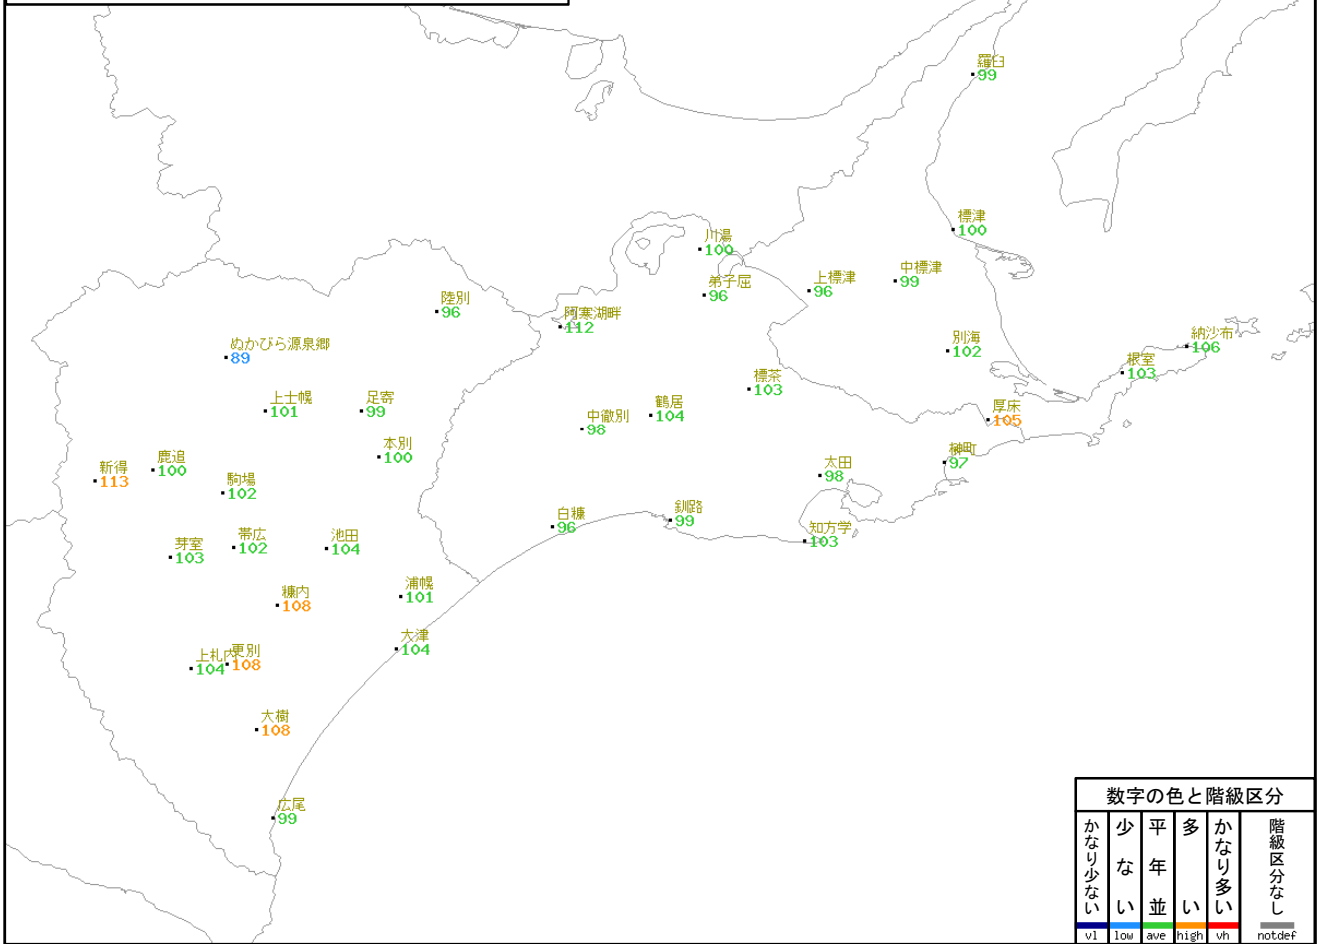 羅臼
99
標津
100
川湯
100
弟子屈
96
上標津
96
中標津
99
陸別
96
阿寒湖畔
112
ぬかびら源泉郷
89
別海
102
納沙布
106
根室
103
上士幌
101
足寄
99
標茶
103
鶴居
104
中徹別
98
厚床
105
本別
100
榊町
97
太田
98
新得
113
鹿追
100
駒場
102
白糠
96
釧路
99
知方学
103
芽室
103
帯広
102
池田
104
糠内
108
浦幌
101
大津
104
上札内
104
更別
108
大樹
108
広尾
99
数字の色と階級区分
かなり少ない
少ない
平年並
多い
かなり多い
階級区分なし
vl
low
ave
high
vh
notdef